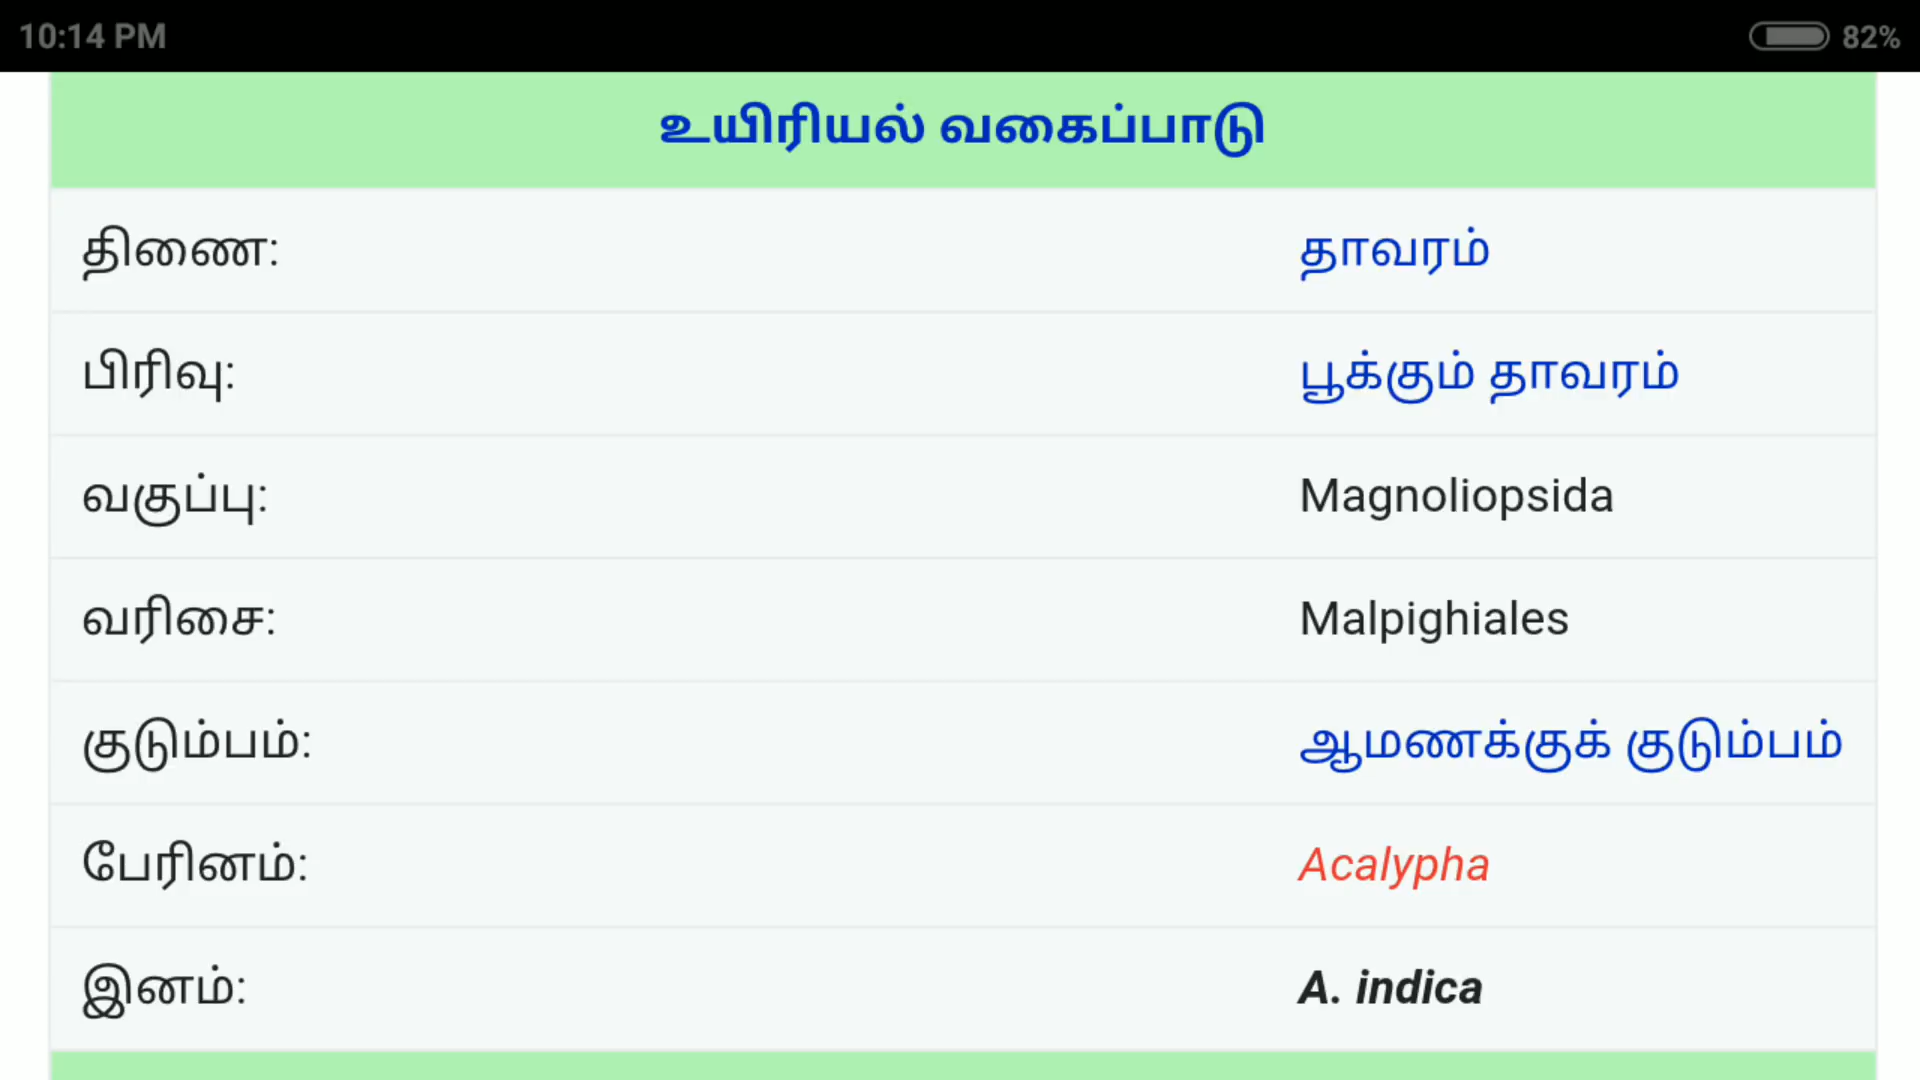 10:14 PM 82%
உயிரியல் வகைப்பாடு
திணை: தாவரம்
பிரிவு: பூக்கும் தாவரம்
வகுப்பு: Magnoliopsida
வரிசை: Malpighiales
குடும்பம்: ஆமணக்குக் குடும்பம்
பேரினம்: Acalypha
இனம்: A. indica